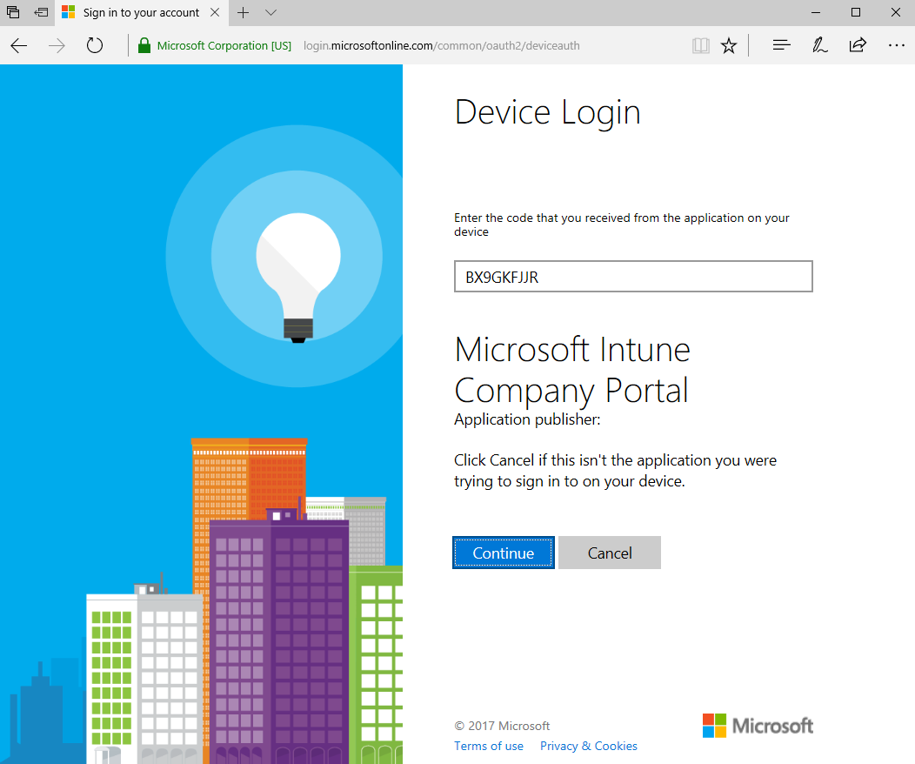 Sign in to your account
Microsoft Corporation [US] login.microsoftonline.com/common/oauth2/deviceauth
Device Login
Enter the code that you received from the application on your
device
BX9GKFJJR
Microsoft Intune
Company Portal
Application publisher:
Click Cancel if this isn't the application you were
trying to sign in to on your device.
Continue Cancel
© 2017 Microsoft
Terms of use Privacy & Cookies
Microsoft